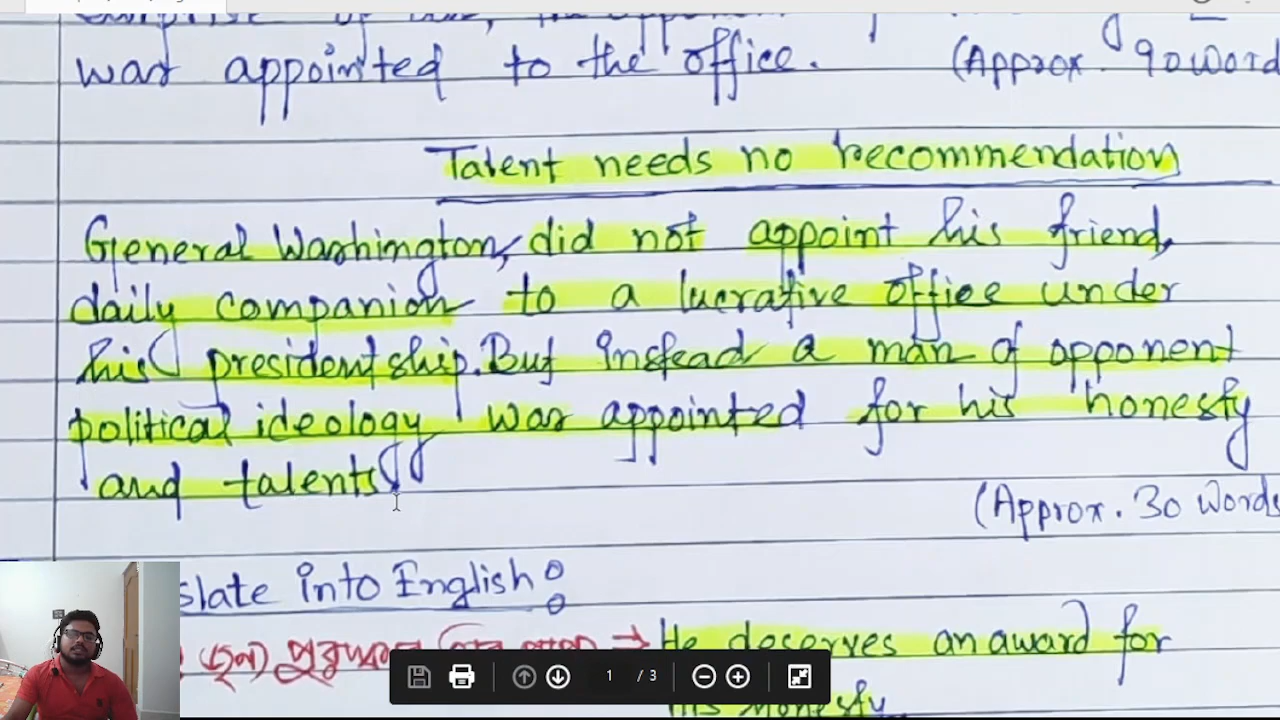 was appointed to the office. (Approx. 90 word
Talent needs no recommendation
General Washington, did not appoint his friend,
daily companion to a lucrative office under
his presidentship. But instead a man of opponent
political ideology was appointed for his honesty
and talents.
(Approx. 30 words
slate into English:
→ He deserves an award for
his honesty
1 / 3